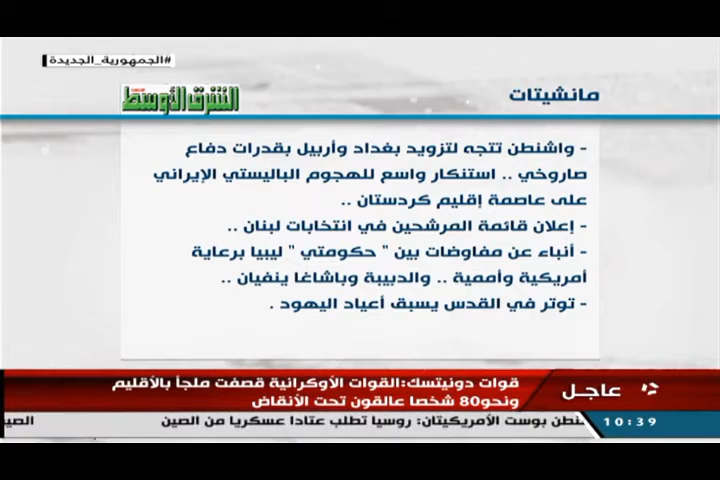 #الجمهورية_الجديدة
مانشيتات
الشرق الأوسط
- واشنطن تتجه لتزويد بغداد وأربيل بقدرات دفاع
صاروخي .. استنكار واسع للهجوم الباليستي الإيراني
على عاصمة إقليم كردستان ..
- إعلان قائمة المرشحين في انتخابات لبنان ..
- أنباء عن مفاوضات بين " حكومتي " ليبيا برعاية
أمريكية وأممية .. والدبيبة وباشاغا ينفيان ..
- توتر في القدس يسبق أعياد اليهود .
عاجل
قوات دونيتسك:القوات الأوكرانية قصفت ملجأ بالأقليم
ونحو80 شخصا عالقون تحت الأنقاض
10:39
بوست الأمريكيتان: روسيا تطلب عتادا عسكريا من الصين